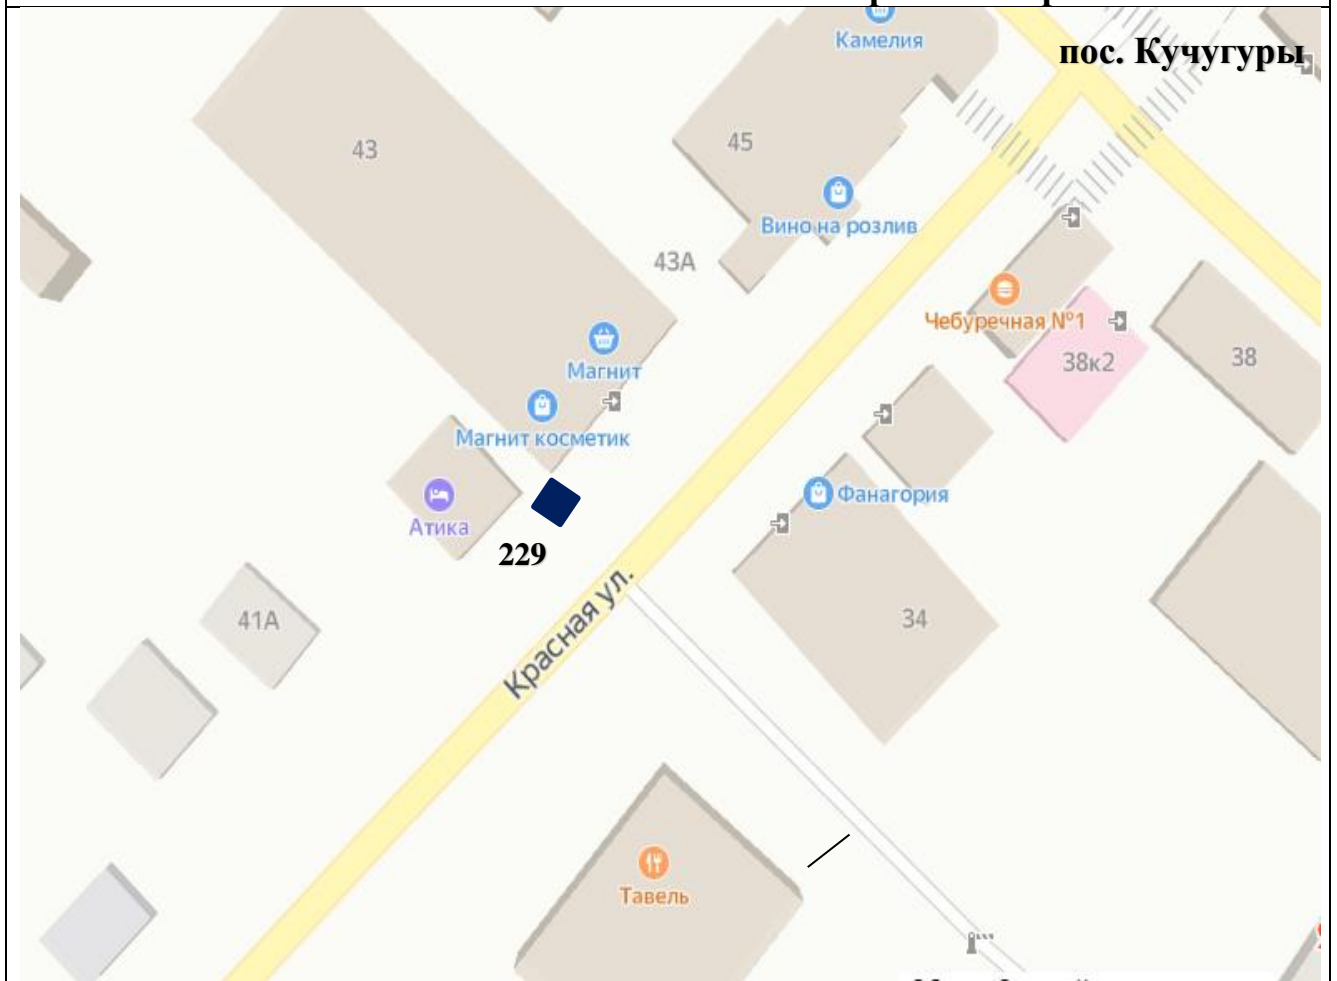 Камелия
пос. Кучугуры
43
45
Вино на розлив
43А
Чебуречная №1
38к2
38
Магнит
Магнит косметик
Фанагория
Атика
229
Красная ул.
41А
34
Тавель